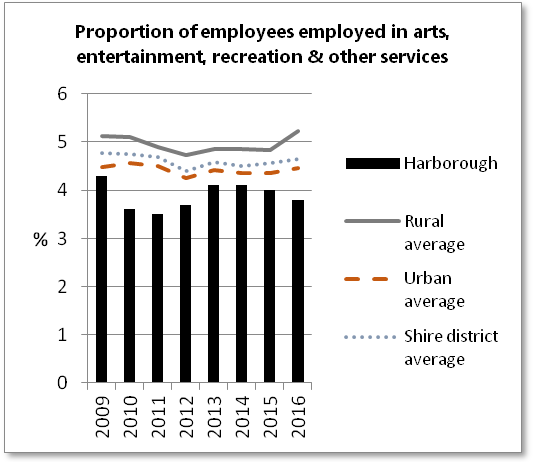 Proportion of employees employed in arts,
entertainment, recreation & other services
6
5
4
3
2
1
0
%
2009
2010
2011
2012
2013
2014
2015
2016
Harborough
Rural
average
Urban
average
Shire district
average